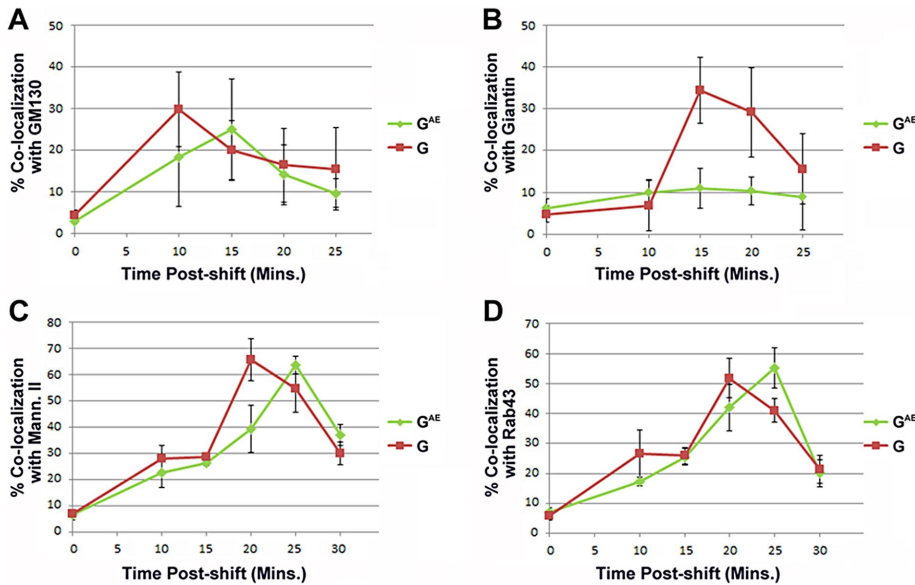 A
% Co-localization
with GM130
50
40
30
20
10
0
0 5 10 15 20 25
Time Post-shift (Mins.)
G^AE
G
B
% Co-localization
with Giantin
50
40
30
20
10
0
0 5 10 15 20 25
Time Post-shift (Mins.)
G^AE
G
C
% Co-localization
with Mann. II
80
70
60
50
40
30
20
10
0
0 5 10 15 20 25 30
Time Post-shift (Mins.)
G^AE
G
D
% Co-localization
with Rab43
70
60
50
40
30
20
10
0
0 5 10 15 20 25 30
Time Post-shift (Mins.)
G^AE
G